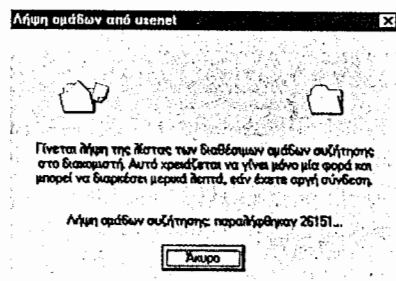 Λήψη ομάδων από usenet
Γίνεται λήψη της λίστας των διαθέσιμων ομάδων συζήτησης
στο διακομιστή. Αυτό χρειάζεται να γίνει μόνο μία φορά και
μπορεί να διαρκέσει μερικά λεπτά, εάν έχετε αργή σύνδεση.
Λήψη ομάδων συζήτησης: παραλήφθηκαν 26151...
Άκυρο